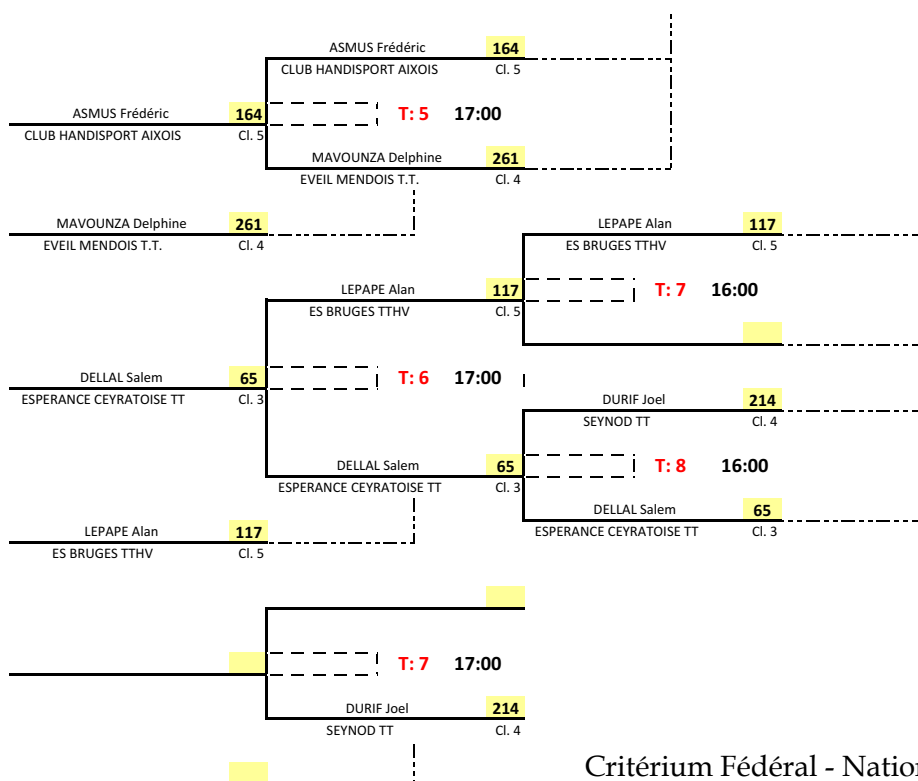 ASMUS Frédéric 164
CLUB HANDISPORT AIXOIS Cl. 5
ASMUS Frédéric 164 T: 5 17:00
CLUB HANDISPORT AIXOIS Cl. 5
MAVOUNZA Delphine 261
EVEIL MENDOIS T.T. Cl. 4
MAVOUNZA Delphine 261 LEPAPE Alan 117
EVEIL MENDOIS T.T. Cl. 4 ES BRUGES TTHV Cl. 5
LEPAPE Alan 117 T: 7 16:00
ES BRUGES TTHV Cl. 5
DELLAL Salem 65 T: 6 17:00
ESPERANCE CEYRATOISE TT Cl. 3 DURIF Joel 214
SEYNOD TT Cl. 4
DELLAL Salem 65 T: 8 16:00
ESPERANCE CEYRATOISE TT Cl. 3
DELLAL Salem 65
LEPAPE Alan 117 ESPERANCE CEYRATOISE TT Cl. 3
ES BRUGES TTHV Cl. 5
T: 7 17:00
DURIF Joel 214
SEYNOD TT Cl. 4
Critérium Fédéral - Nation